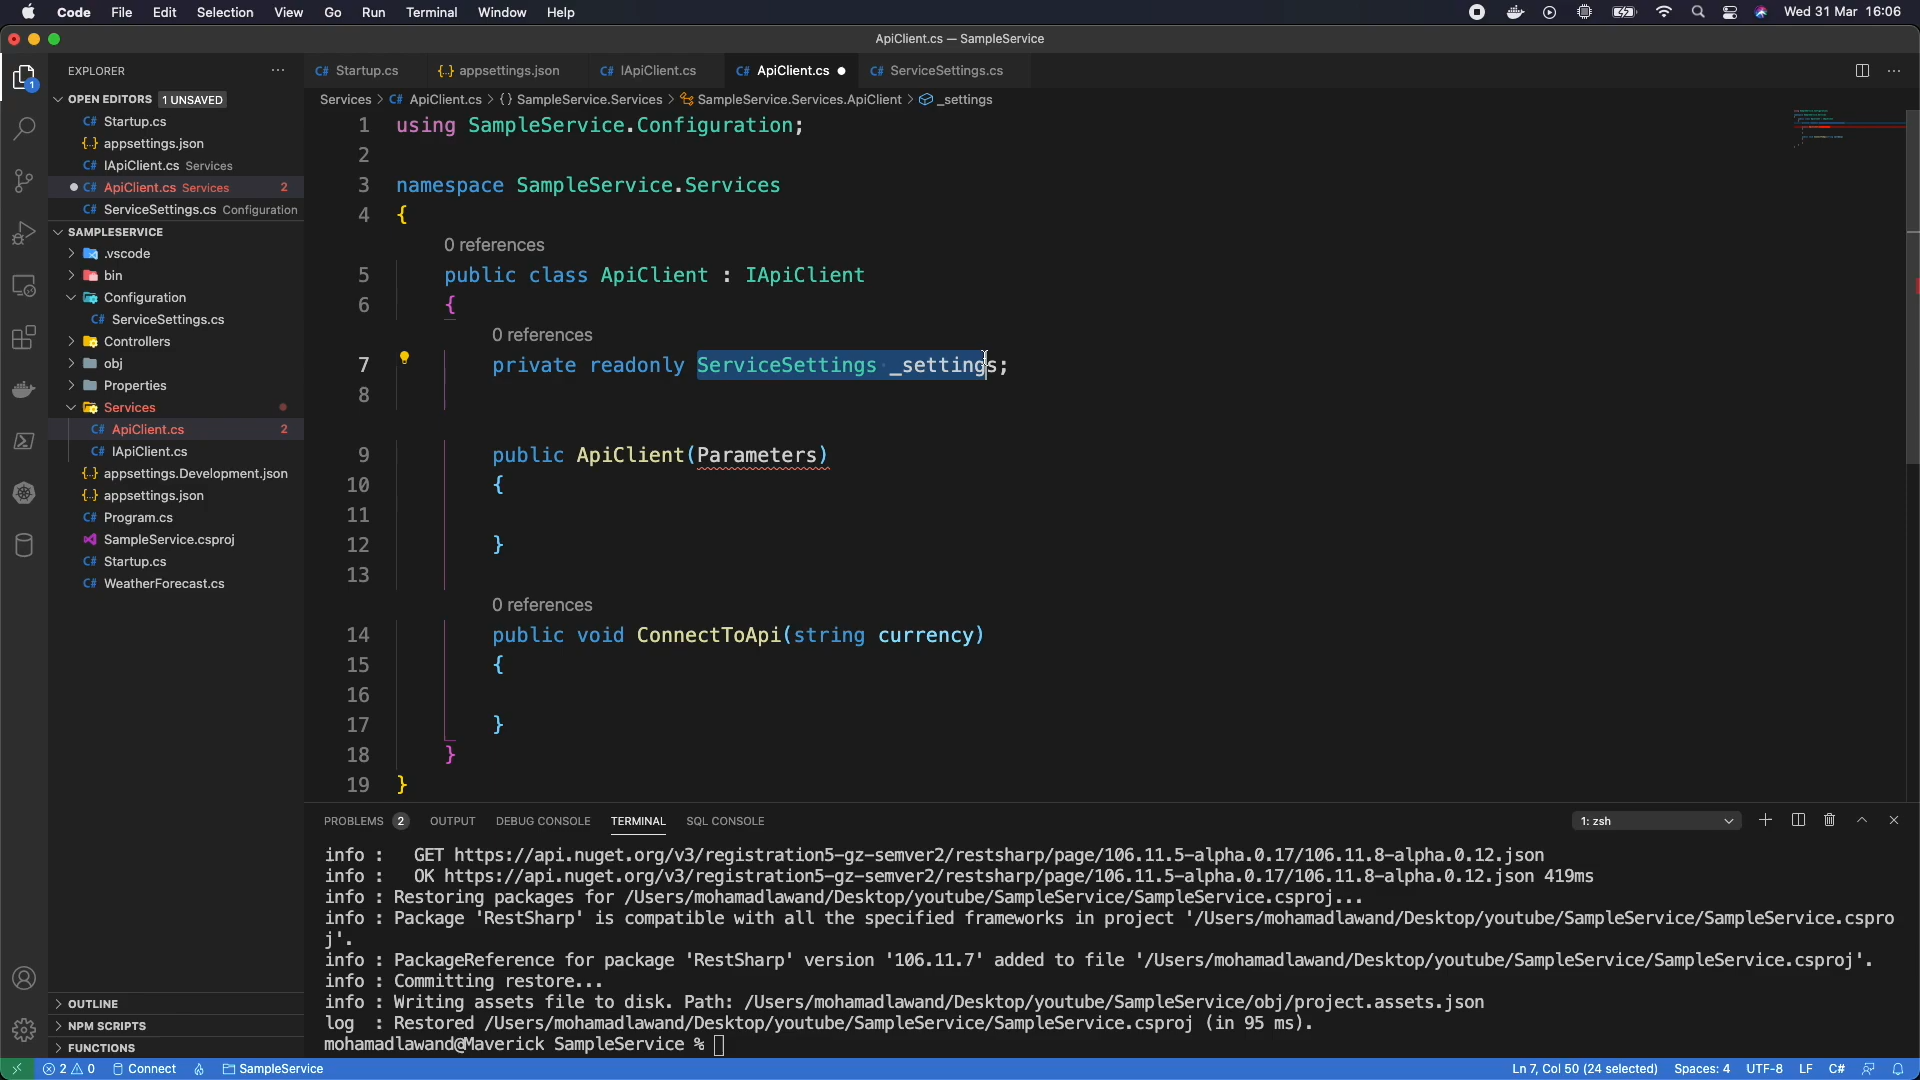 Code File Edit Selection View Go Run Terminal Window Help Wed 31 Mar 16:06
ApiClient.cs — SampleService
EXPLORER
Startup.cs appsettings.json IApiClient.cs ApiClient.cs ServiceSettings.cs
OPEN EDITORS 1 UNSAVED
Startup.cs
appsettings.json
IApiClient.cs Services
ApiClient.cs Services 2
ServiceSettings.cs Configuration
SAMPLESERVICE
.vscode
bin
Configuration
ServiceSettings.cs
Controllers
obj
Properties
Services
ApiClient.cs 2
IApiClient.cs
appsettings.Development.json
appsettings.json
Program.cs
SampleService.csproj
Startup.cs
WeatherForecast.cs
OUTLINE
NPM SCRIPTS
FUNCTIONS
Services > C# ApiClient.cs > {} SampleService.Services > SampleService.Services.ApiClient > _settings
1 using SampleService.Configuration;
2
3 namespace SampleService.Services
4 {
0 references
5 public class ApiClient : IApiClient
6 {
0 references
7 private readonly ServiceSettings _settings;
8
9 public ApiClient(Parameters)
10 {
11
12 }
13
0 references
14 public void ConnectToApi(string currency)
15 {
16
17 }
18 }
19 }
PROBLEMS 2 OUTPUT DEBUG CONSOLE TERMINAL SQL CONSOLE 1: zsh
info : GET https://api.nuget.org/v3/registration5-gz-semver2/restsharp/page/106.11.5-alpha.0.17/106.11.8-alpha.0.12.json
info : OK https://api.nuget.org/v3/registration5-gz-semver2/restsharp/page/106.11.5-alpha.0.17/106.11.8-alpha.0.12.json 419ms
info : Restoring packages for /Users/mohamadlawand/Desktop/youtube/SampleService/SampleService.csproj...
info : Package 'RestSharp' is compatible with all the specified frameworks in project '/Users/mohamadlawand/Desktop/youtube/SampleService/SampleService.cspro
j'.
info : PackageReference for package 'RestSharp' version '106.11.7' added to file '/Users/mohamadlawand/Desktop/youtube/SampleService/SampleService.csproj'.
info : Committing restore...
info : Writing assets file to disk. Path: /Users/mohamadlawand/Desktop/youtube/SampleService/obj/project.assets.json
log : Restored /Users/mohamadlawand/Desktop/youtube/SampleService/SampleService.csproj (in 95 ms).
mohamadlawand@Maverick SampleService %
2 0 Connect SampleService Ln 7, Col 50 (24 selected) Spaces: 4 UTF-8 LF C#